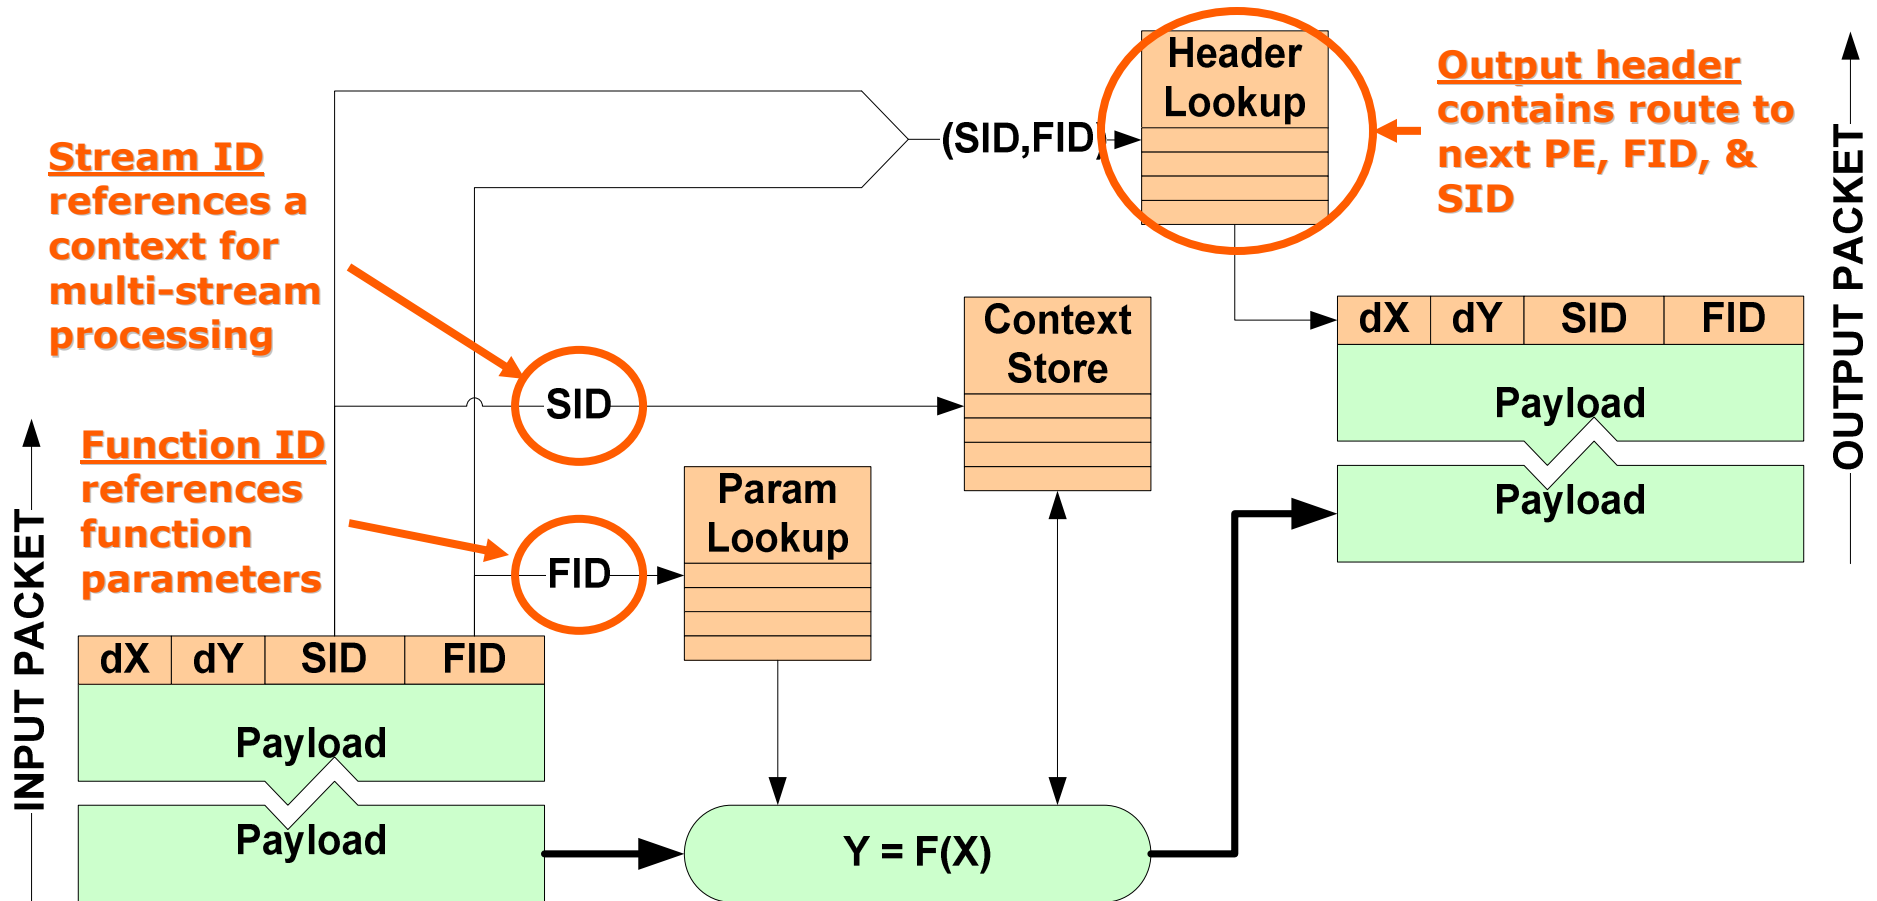 Header
Lookup
(SID,FID)
Output header
contains route to
next PE, FID, &
SID
OUTPUT PACKET
Stream ID
references a
context for
multi-stream
processing
SID
Context
Store
dX dY SID FID
Payload
Payload
Function ID
references
function
parameters
FID
Param
Lookup
INPUT PACKET
dX dY SID FID
Payload
Payload
Y = F(X)